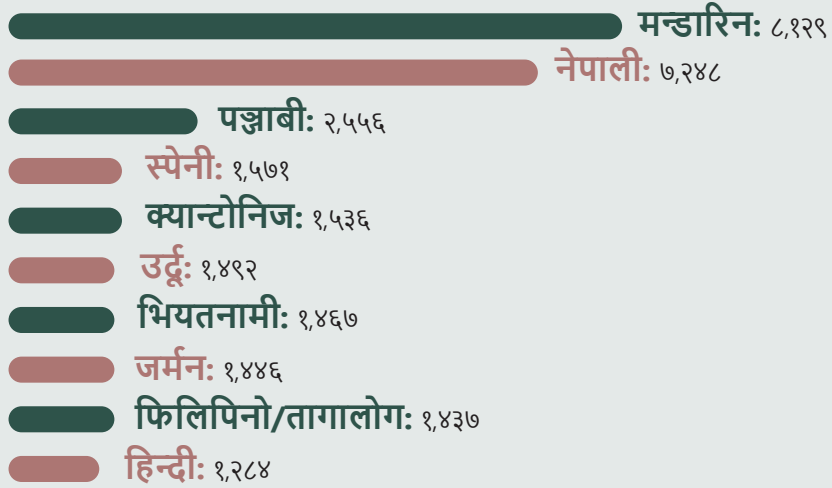 मन्डारिन: ८,१२९
नेपाली: ७,२४८
पञ्जाबी: २,५५६
स्पेनी: १,५७१
क्यान्टोनिज: १,५३६
उर्दू: १,४९२
भियतनामी: १,४६७
जर्मन: १,४४६
फिलिपिनो/तागालोग: १,४३७
हिन्दी: १,२८४